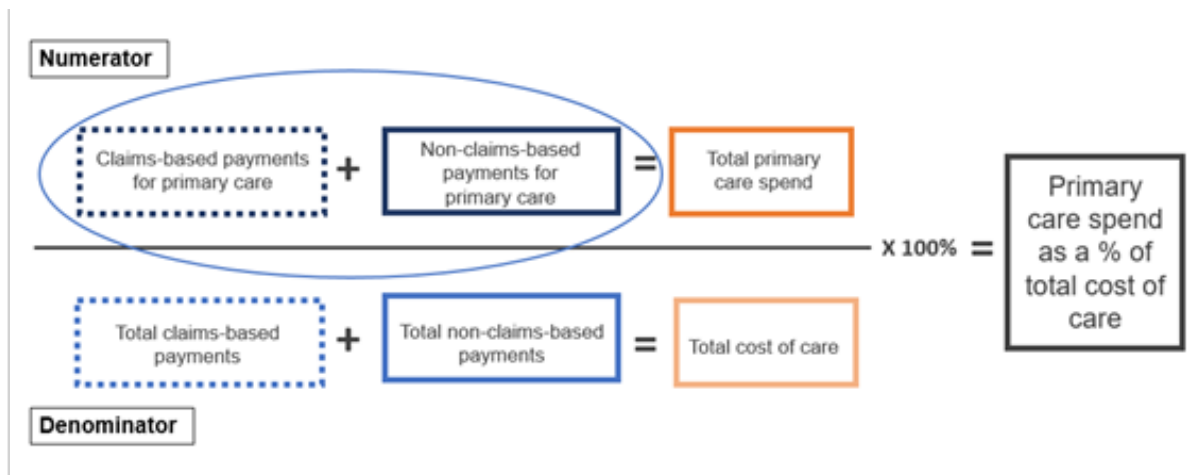 Numerator
Claims-based payments
for primary care
+
Non-claims-based
payments for
primary care
=
Total primary
care spend
X 100% =
Primary
care spend
as a % of
total cost of
care
Total claims-based
payments
+
Total non-claims-based
payments
=
Total cost of care
Denominator